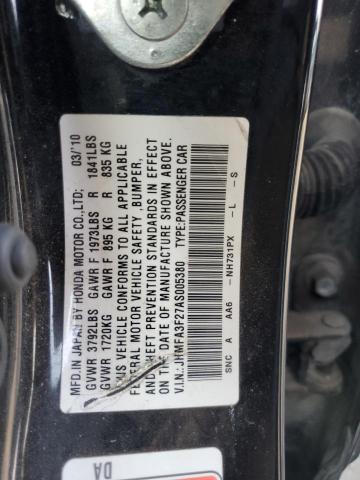 MFD.IN JAPAN BY HONDA MOTOR CO.,LTD; 03/'10
GVWR 3792LBS GAWR F 1973LBS R 1841LBS
GVWR 1720KG GAWR F 895 KG R 835 KG
THIS VEHICLE CONFORMS TO ALL APPLICABLE
FEDERAL MOTOR VEHICLE SAFETY, BUMPER,
AND THEFT PREVENTION STANDARDS IN EFFECT
ON THE DATE OF MANUFACTURE SHOWN ABOVE.
V.I.N.:JHMFA3F27AS005380 TYPE:PASSENGER CAR
SNC A AA6 -NH731PX -L -S
DA